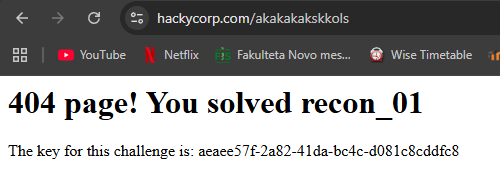 hackycorp.com/akakakakskkols
YouTube Netflix Fakulteta Novo mes... Wise Timetable
404 page! You solved recon_01
The key for this challenge is: aeaee57f-2a82-41da-bc4c-d081c8cddfc8